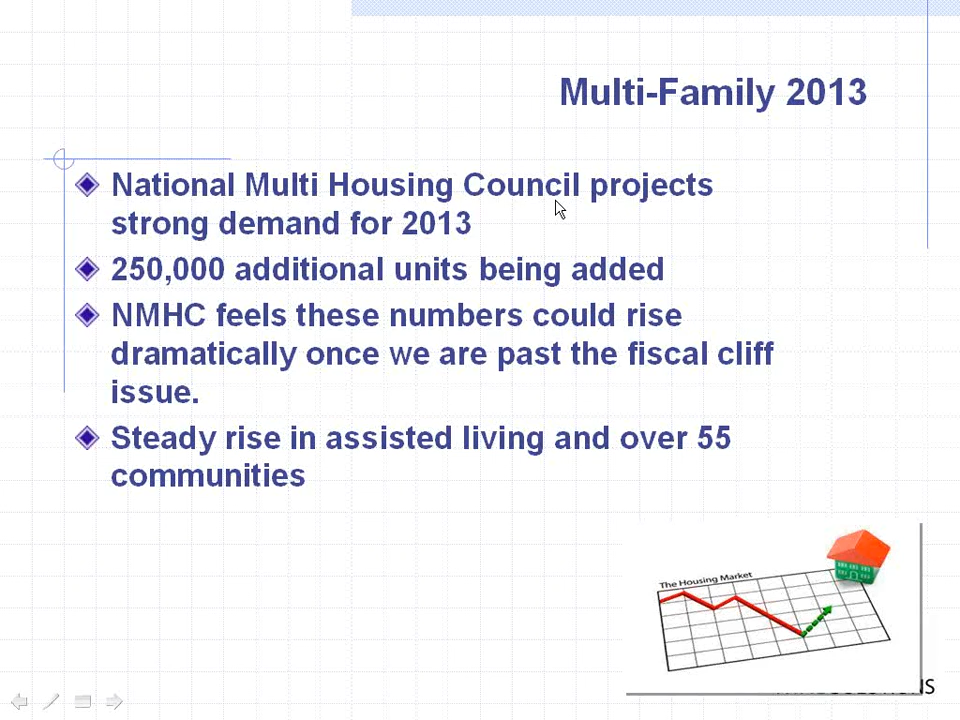 Multi-Family 2013
National Multi Housing Council projects
strong demand for 2013
250,000 additional units being added
NMHC feels these numbers could rise
dramatically once we are past the fiscal cliff
issue.
Steady rise in assisted living and over 55
communities
The Housing Market